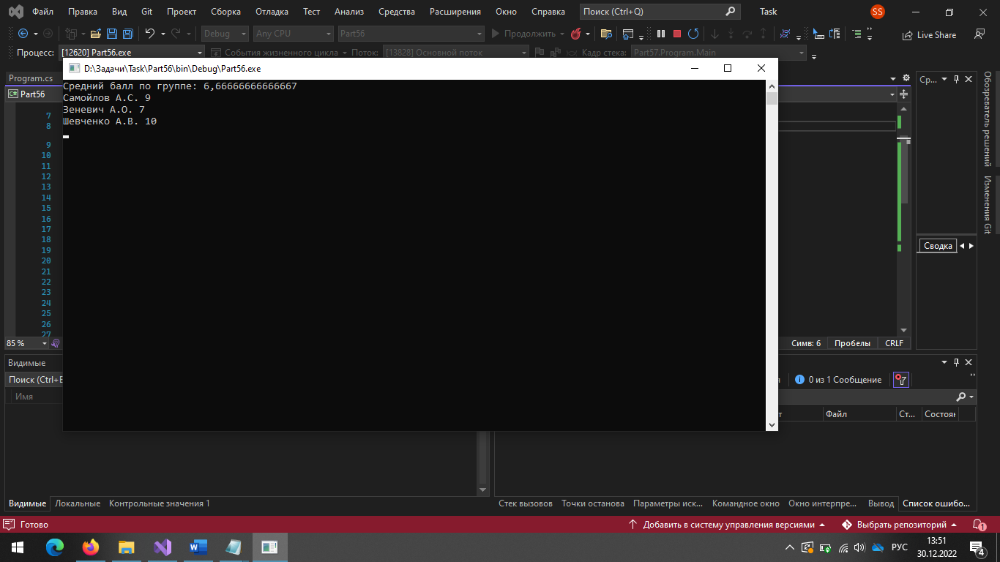 Файл Правка Вид Git Проект Сборка Отладка Тест Анализ Средства Расширения Окно Справка Поиск (Ctrl+Q) Task SS
Debug Any CPU Part56 Продолжить Live Share
Процесс: [12620] Part56.exe События жизненного цикла Поток: [13828] Основной поток Кадр стека: Part57.Program.Main
D:\Задачи\Task\Part56\bin\Debug\Part56.exe
Program.cs
Ср...
C# Part56
Средний балл по группе: 6,66666666666667
Самойлов А.С. 9
Зеневич А.О. 7
Шевченко А.В. 10
7
8
9
10
11
12
13
14
15
16
17
18
19
20
21
22
23
24
25
26
27
Обозреватель решений
Изменения Git
Сводка
85 % Симв: 6 Пробелы CRLF
Видимые
Поиск (Ctrl+E 0 из 1 Сообщение
Имя Файл Ст... Состоян
Видимые Локальные Контрольные значения 1 Стек вызовов Точки останова Параметры иск... Командное окно Окно интерпре... Вывод Список ошибо...
Готово Добавить в систему управления версиями Выбрать репозиторий 1
РУС 13:51
30.12.2022 4